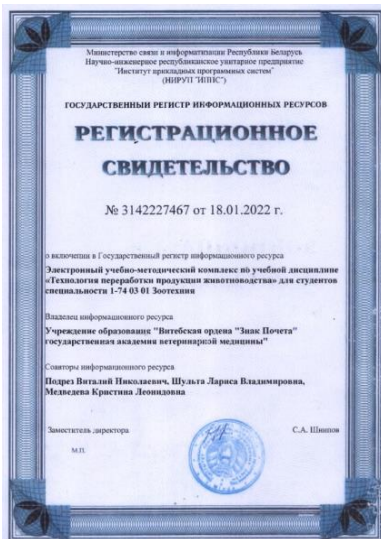 Министерство связи и информатизации Республики Беларусь
Научно-инженерное республиканское унитарное предприятие
"Институт прикладных программных систем"
(НИРУП "ИППС")
ГОСУДАРСТВЕННЫЙ РЕГИСТР ИНФОРМАЦИОННЫХ РЕСУРСОВ
РЕГИСТРАЦИОННОЕ
СВИДЕТЕЛЬСТВО
№ 3142227467 от 18.01.2022 г.
о включении в Государственный регистр информационного ресурса
Электронный учебно-методический комплекс по учебной дисциплине
«Технология переработки продукции животноводства» для студентов
специальности 1-74 03 01 Зоотехния
Владелец информационного ресурса
Учреждение образования "Витебская ордена "Знак Почета"
государственная академия ветеринарной медицины"
Соавторы информационного ресурса
Подрез Виталий Николаевич, Шульга Лариса Владимировна,
Медведева Кристина Леонидовна
Заместитель директора
С.А.
М.П.